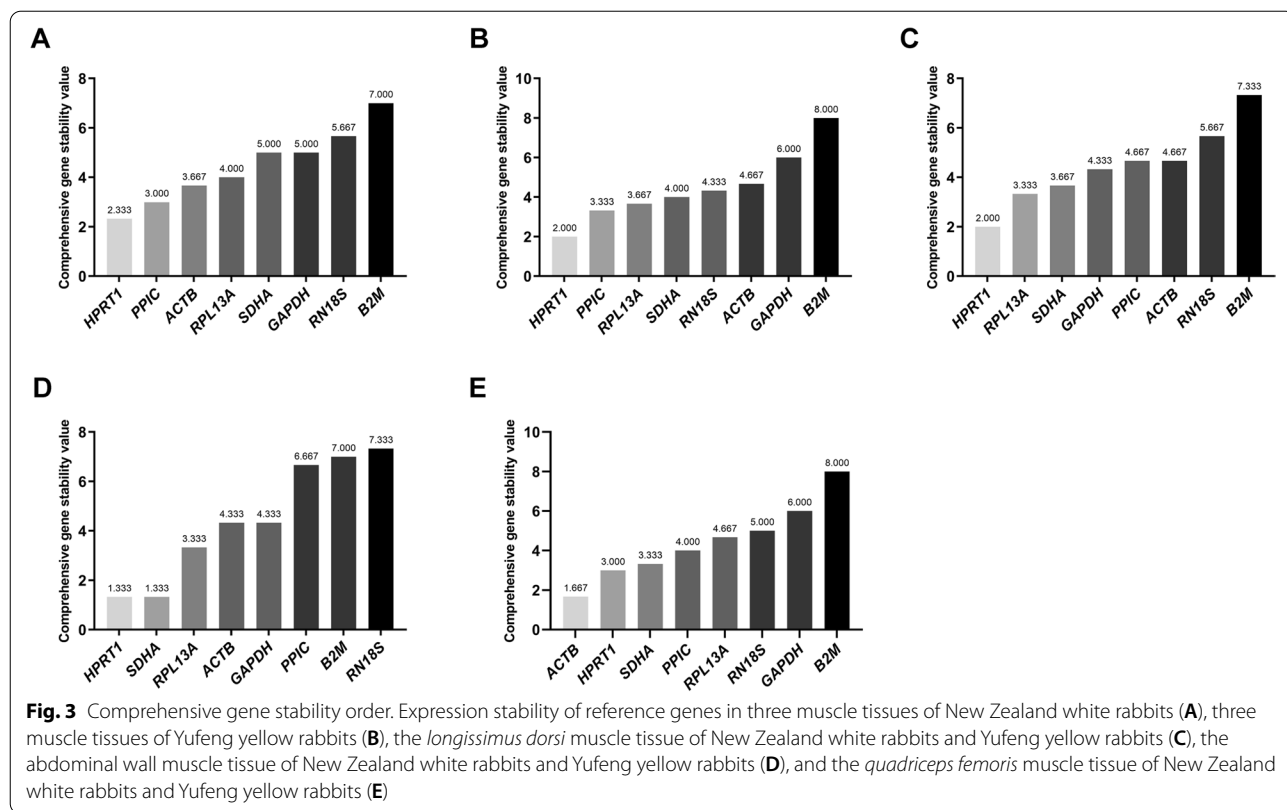 A
Comprehensive gene stability value
8
6
4
2
0
2.333
3.000
3.667
4.000
5.000
5.000
5.667
7.000
HPRT1
PPIC
ACTB
RPL13A
SDHA
GAPDH
RN18S
B2M
B
Comprehensive gene stability value
10
8
6
4
2
0
2.000
3.333
3.667
4.000
4.333
4.667
6.000
8.000
HPRT1
PPIC
RPL13A
SDHA
RN18S
ACTB
GAPDH
B2M
C
Comprehensive gene stability value
8
6
4
2
0
2.000
3.333
3.667
4.333
4.667
4.667
5.667
7.333
HPRT1
RPL13A
SDHA
GAPDH
PPIC
ACTB
RN18S
B2M
D
Comprehensive gene stability value
8
6
4
2
0
1.333
1.333
3.333
4.333
4.333
6.667
7.000
7.333
HPRT1
SDHA
RPL13A
ACTB
GAPDH
PPIC
B2M
RN18S
E
Comprehensive gene stability value
10
8
6
4
2
0
1.667
3.000
3.333
4.000
4.667
5.000
6.000
8.000
ACTB
HPRT1
SDHA
PPIC
RPL13A
RN18S
GAPDH
B2M
Fig. 3 Comprehensive gene stability order. Expression stability of reference genes in three muscle tissues of New Zealand white rabbits (A), three
muscle tissues of Yufeng yellow rabbits (B), the longissimus dorsi muscle tissue of New Zealand white rabbits and Yufeng yellow rabbits (C), the
abdominal wall muscle tissue of New Zealand white rabbits and Yufeng yellow rabbits (D), and the quadriceps femoris muscle tissue of New Zealand
white rabbits and Yufeng yellow rabbits (E)